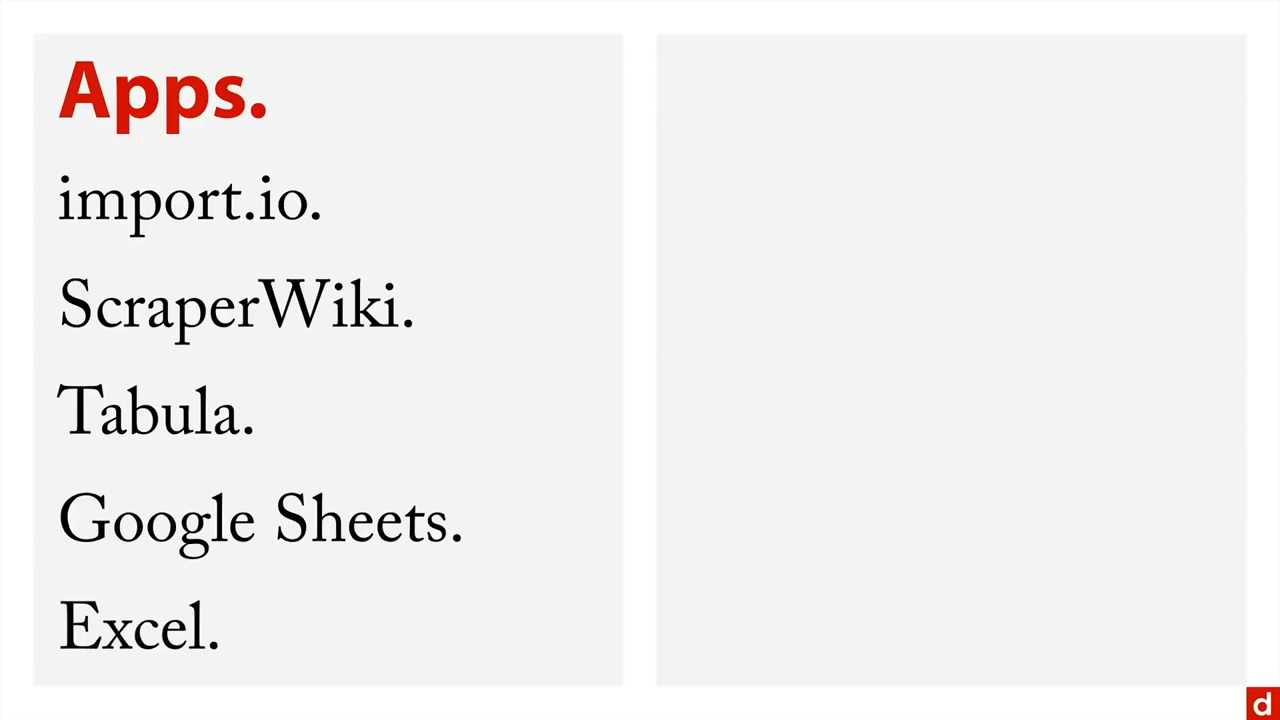 Apps.
import.io.
ScraperWiki.
Tabula.
Google Sheets.
Excel.
d